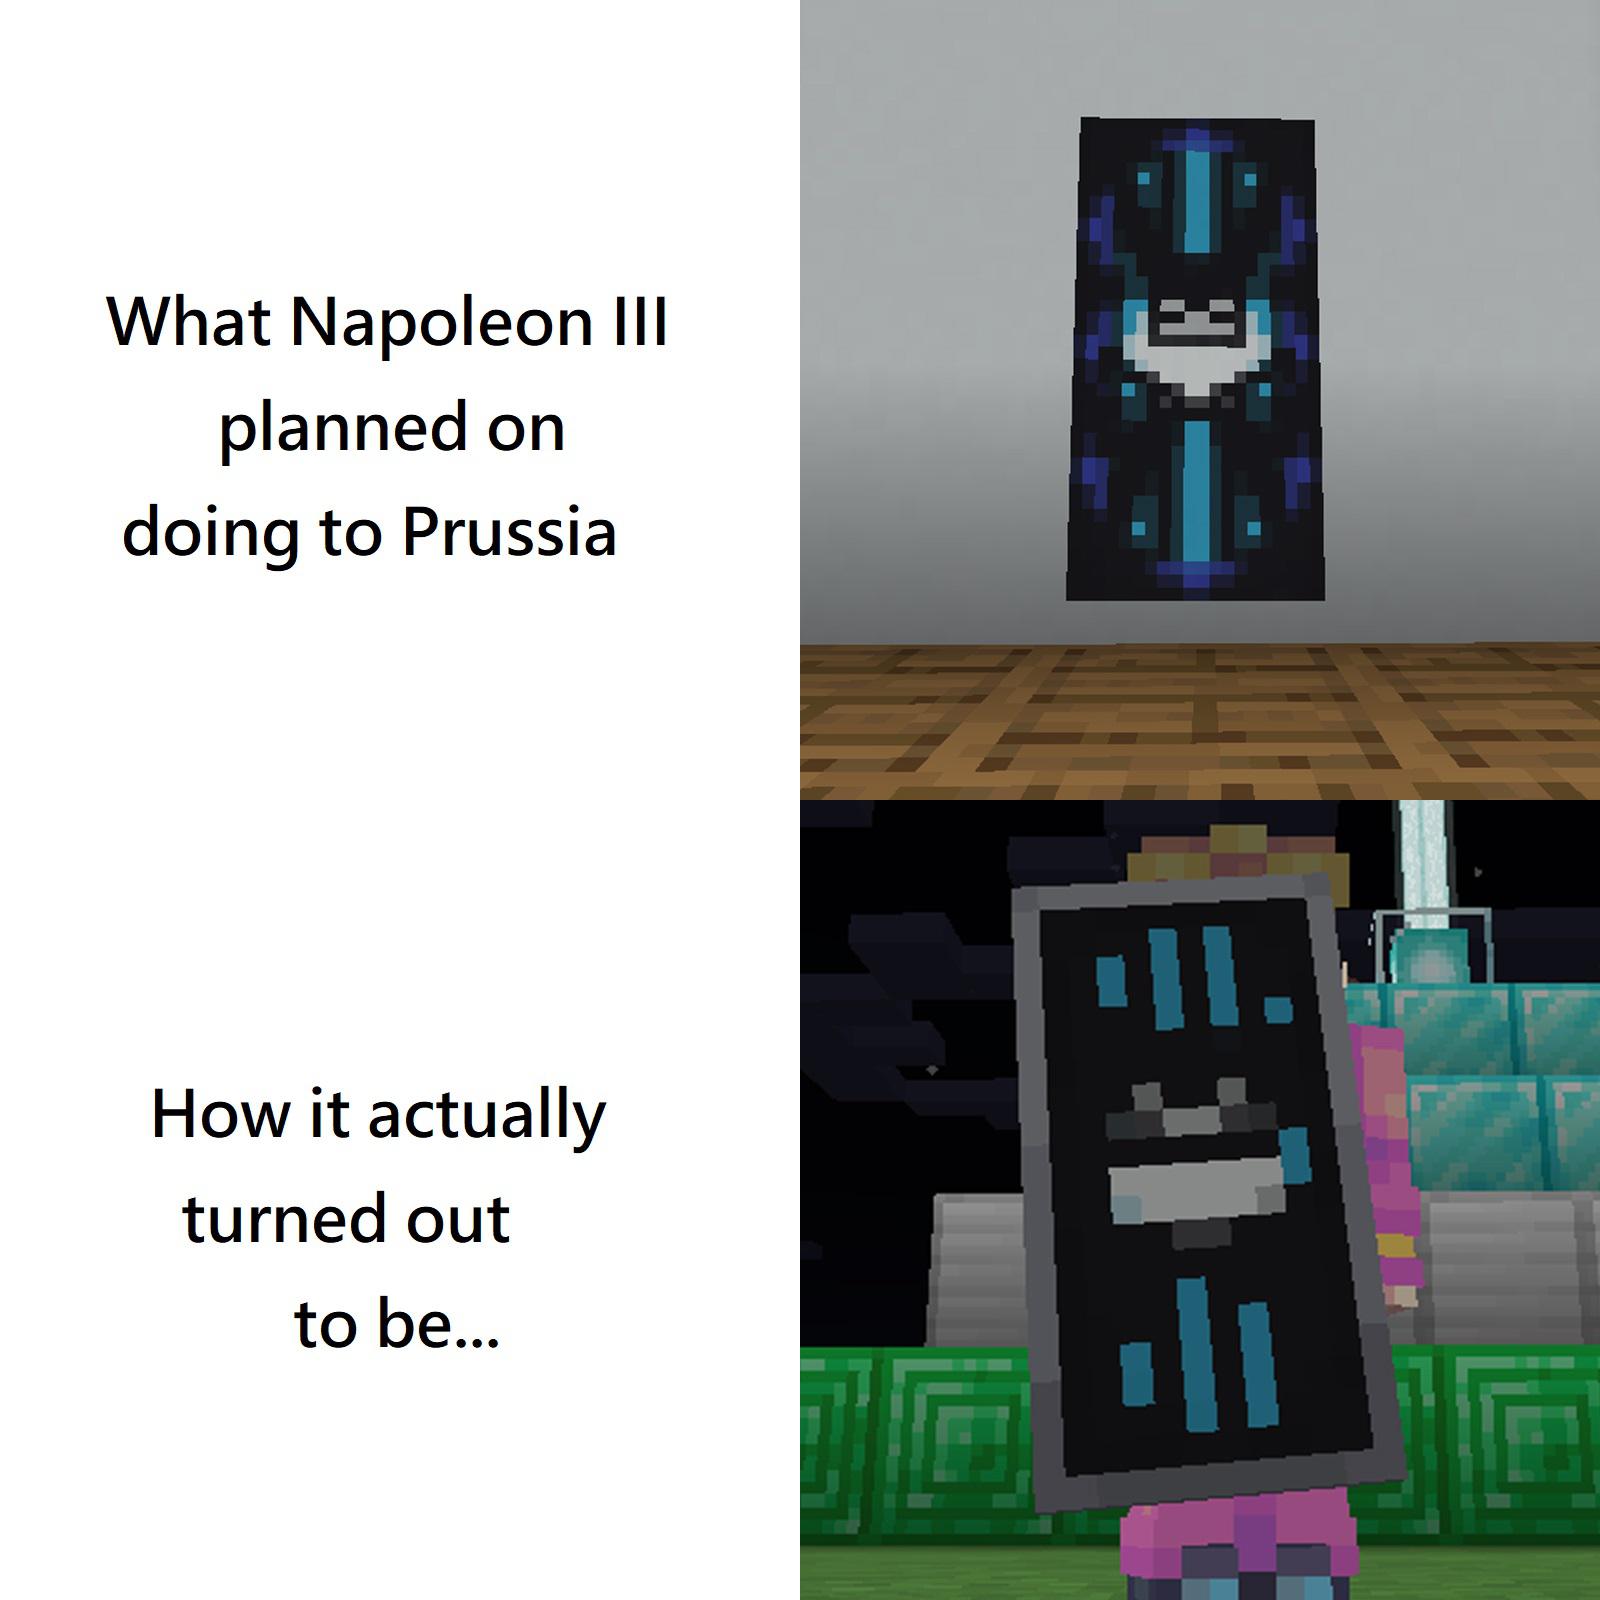 What Napoleon III
planned on
doing to Prussia
How it actually
turned out
to be...